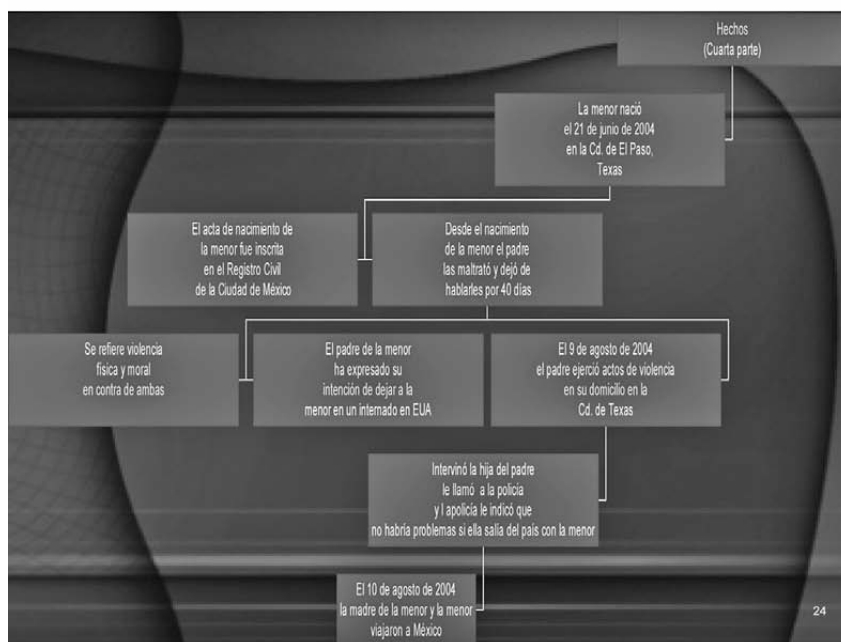 Hechos
(Cuarta parte)
La menor nació
el 21 de junio de 2004
en la Cd. de El Paso,
Texas
El acta de nacimiento de
la menor fue inscrita
en el Registro Civil
de la Ciudad de México
Desde el nacimiento
de la menor el padre
las maltrató y dejó de
hablarles por 40 días
Se refiere violencia
física y moral
en contra de ambas
El padre de la menor
ha expresado su
intención de dejar a la
menor en un internado en EUA
El 9 de agosto de 2004
el padre ejerció actos de violencia
en su domicilio en la
Cd. de Texas
Intervinó la hija del padre
le llamó a la policia
y l apolicía le indicó que
no habría problemas si ella salía del país con la menor
El 10 de agosto de 2004
la madre de la menor y la menor
viajaron a México
24